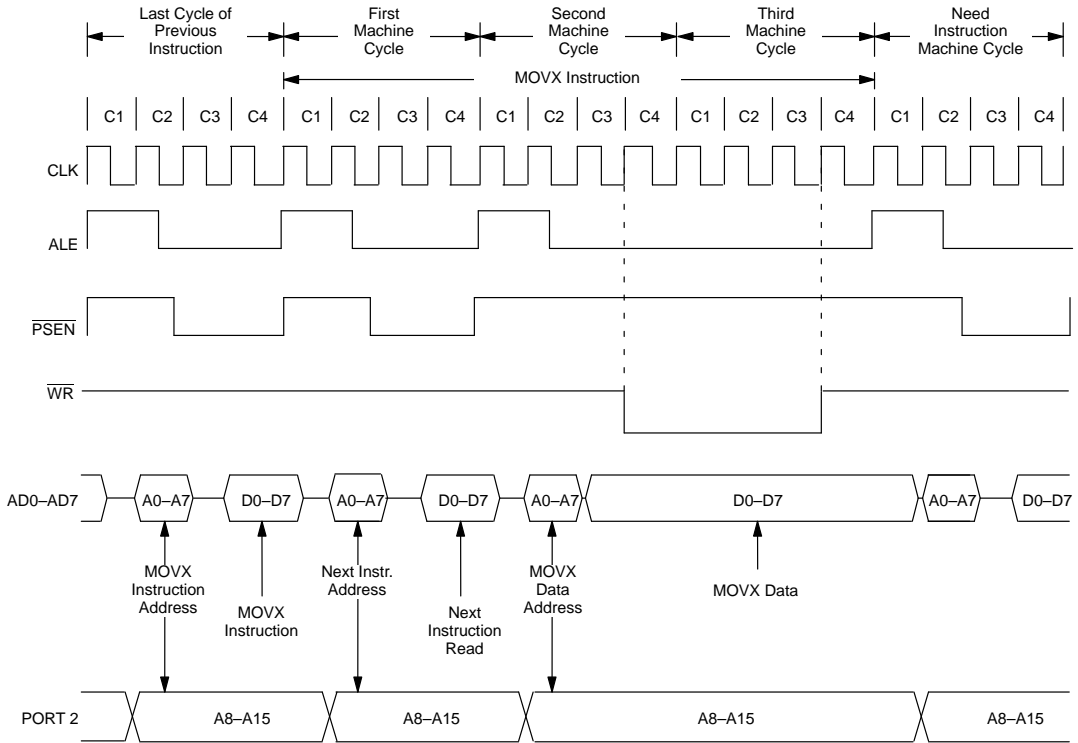 Last Cycle of
Previous
Instruction
First
Machine
Cycle
Second
Machine
Cycle
Third
Machine
Cycle
Need
Instruction
Machine Cycle
MOVX Instruction
C1 C2 C3 C4 C1 C2 C3 C4 C1 C2 C3 C4 C1 C2 C3 C4 C1 C2 C3 C4
CLK
ALE
PSEN
WR
AD0–AD7 A0–A7 D0–D7 A0–A7 D0–D7 A0–A7 D0–D7 A0–A7 D0–D7
MOVX
Instruction
Address
MOVX
Instruction
Next Instr.
Address
Next
Instruction
Read
MOVX
Data
Address
MOVX Data
PORT 2 A8–A15 A8–A15 A8–A15 A8–A15